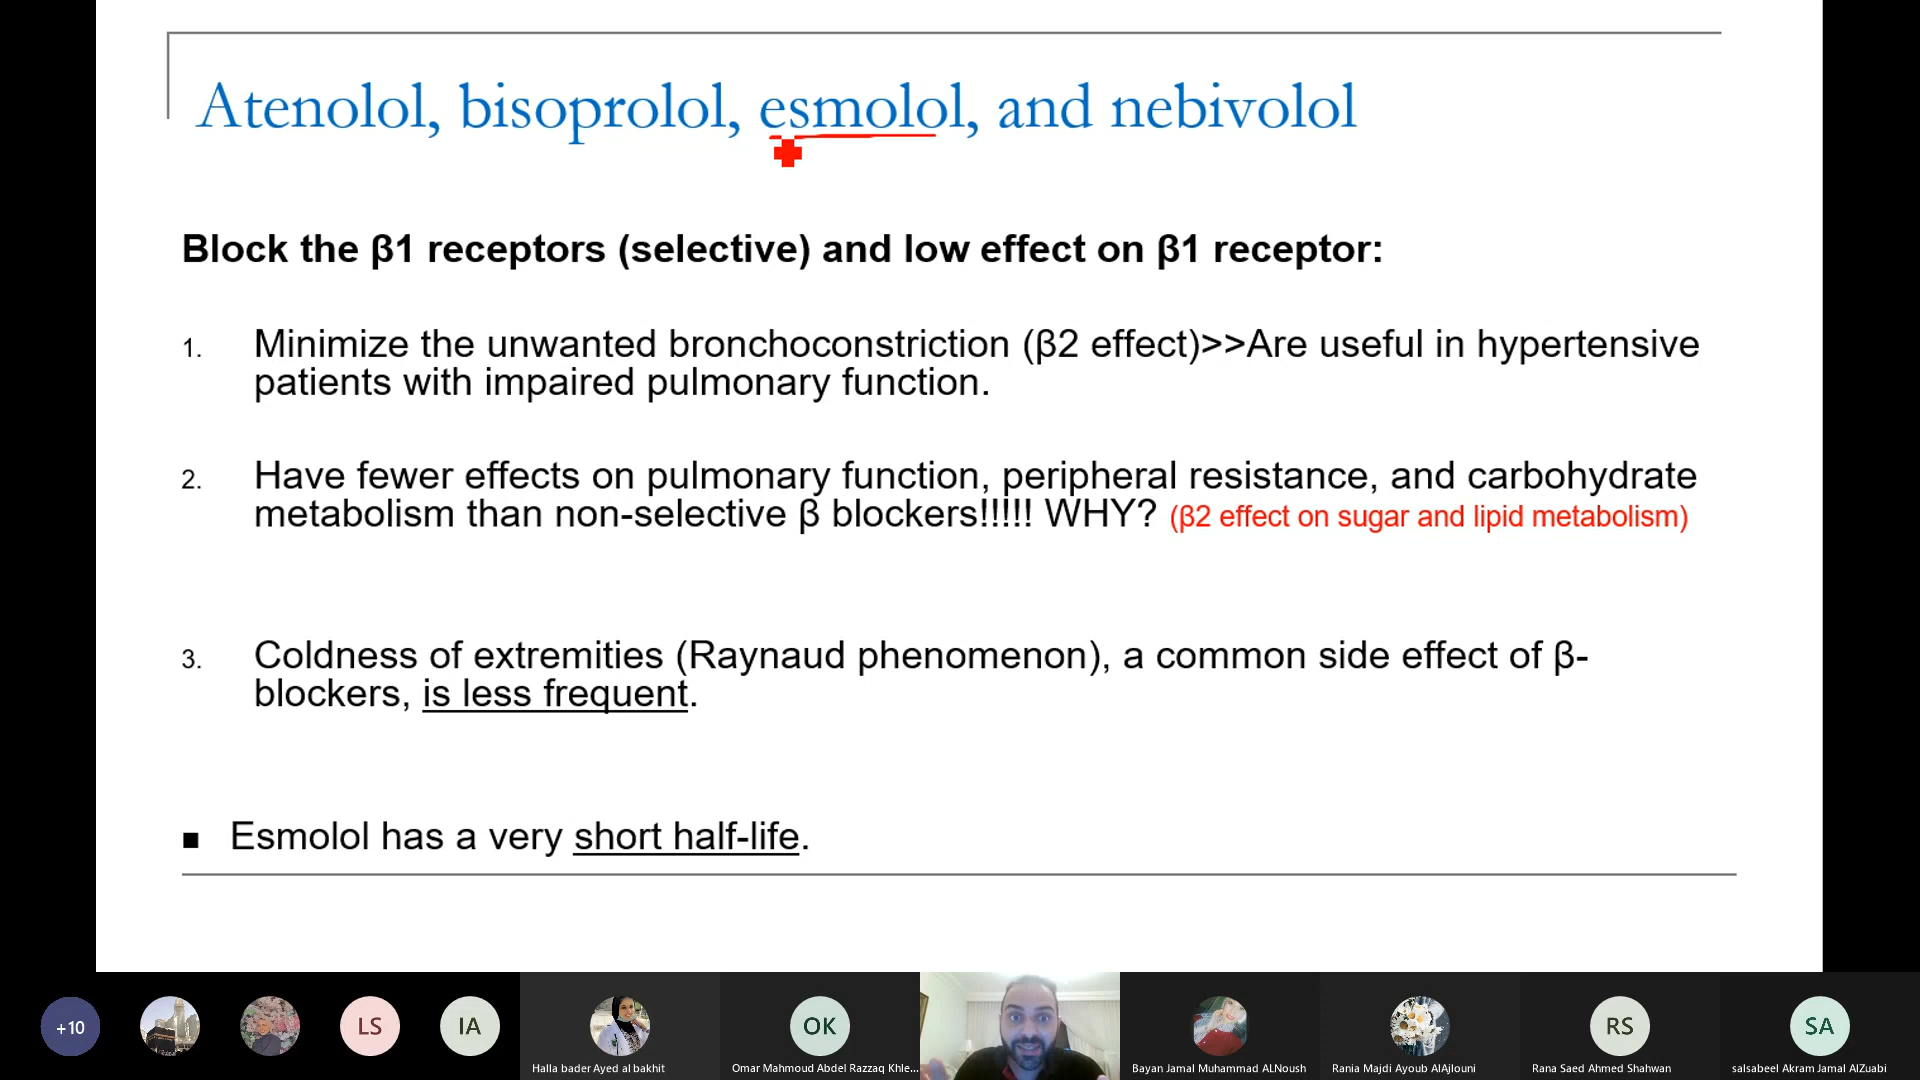 Atenolol, bisoprolol, esmolol, and nebivolol
Block the β1 receptors (selective) and low effect on β1 receptor:
1. Minimize the unwanted bronchoconstriction (β2 effect)>>Are useful in hypertensive
patients with impaired pulmonary function.
2. Have fewer effects on pulmonary function, peripheral resistance, and carbohydrate
metabolism than non-selective β blockers!!!!! WHY? (β2 effect on sugar and lipid metabolism)
3. Coldness of extremities (Raynaud phenomenon), a common side effect of β-
blockers, is less frequent.
■ Esmolol has a very short half-life.
+10
LS
IA
OK
RS
SA
Halla bader Ayed al bakhit
Omar Mahmoud Abdel Razzaq Khle...
Bayan Jamal Muhammad ALNoush
Rania Majdi Ayoub AlAjlouni
Rana Saed Ahmed Shahwan
salsabeel Akram Jamal AlZuabi